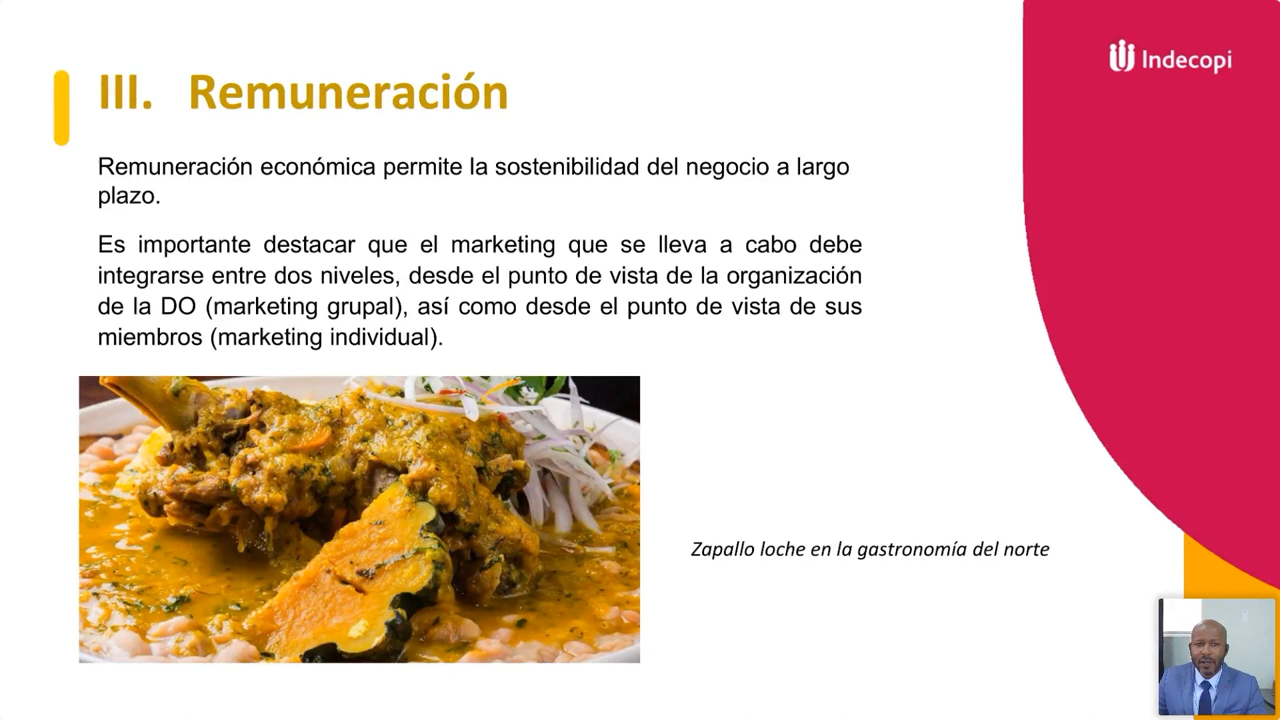 Indecopi
III. Remuneración
Remuneración económica permite la sostenibilidad del negocio a largo
plazo.
Es importante destacar que el marketing que se lleva a cabo debe
integrarse entre dos niveles, desde el punto de vista de la organización
de la DO (marketing grupal), así como desde el punto de vista de sus
miembros (marketing individual).
Zapallo loche en la gastronomía del norte